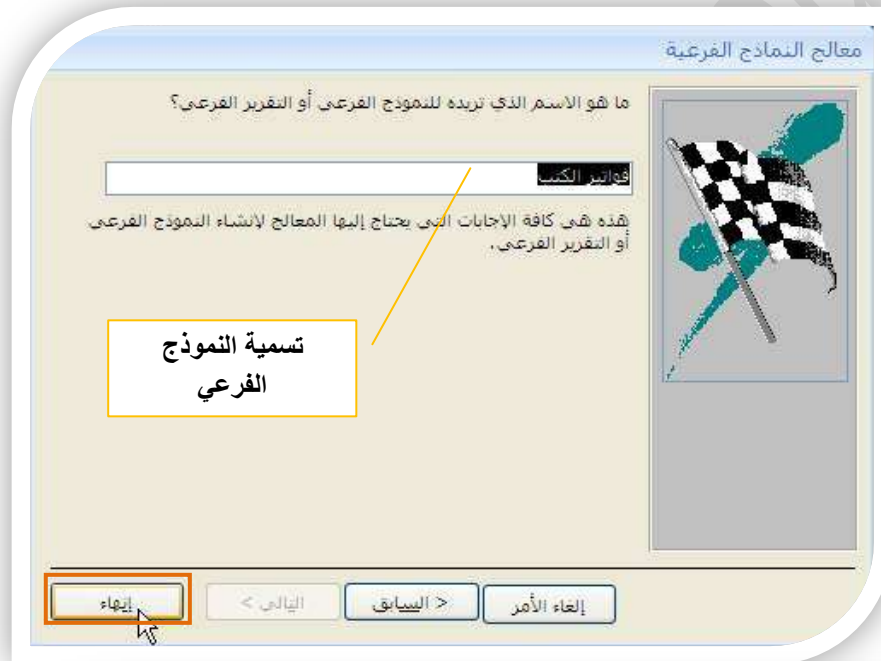 معالج النماذج الفرعية
ما هو الاسم الذي تريده للنموذج الفرعي أو التقرير الفرعي؟
فواتير الكتب
هذه هي كافة الإجابات التي يحتاج إليها المعالج لإنشاء النموذج الفرعي
أو التقرير الفرعي.
تسمية النموذج
الفرعي
إلغاء الأمر
< السابق
التالي >
إنهاء